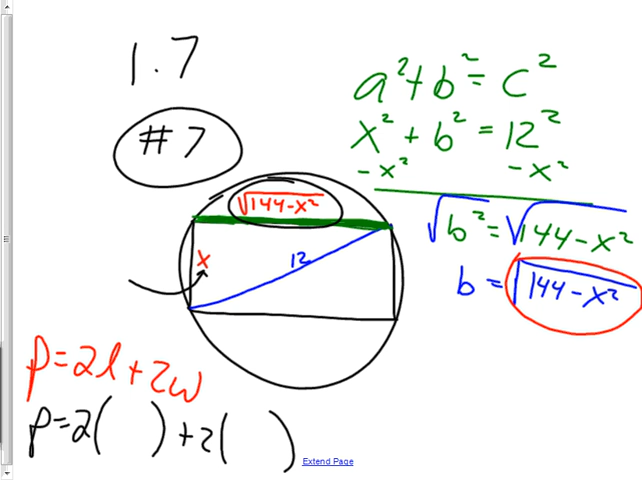 1.7
#7
a²+b²=c²
x²+b²=12²
-x² -x²
√b²=√144-x²
b=√144-x²
√144-x²
x
12
P=2l+2w
P=2( )+2( )
Extend Page